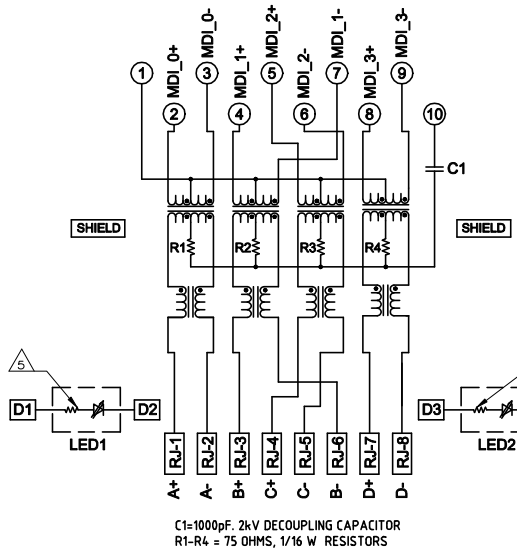 MDI_0+
MDI_0-
MDI_1+
MDI_2+
MDI_2-
MDI_1-
MDI_3+
MDI_3-
1
3
5
7
9
2
4
6
8
10
C1
SHIELD
SHIELD
R1
R2
R3
R4
5
D1
D2
LED1
D3
LED2
RJ-1
RJ-2
RJ-3
RJ-4
RJ-5
RJ-6
RJ-7
RJ-8
A+
A-
B+
C+
C-
B-
D+
D-
C1=1000pF. 2kV DECOUPLING CAPACITOR
R1-R4 = 75 OHMS, 1/16 W RESISTORS